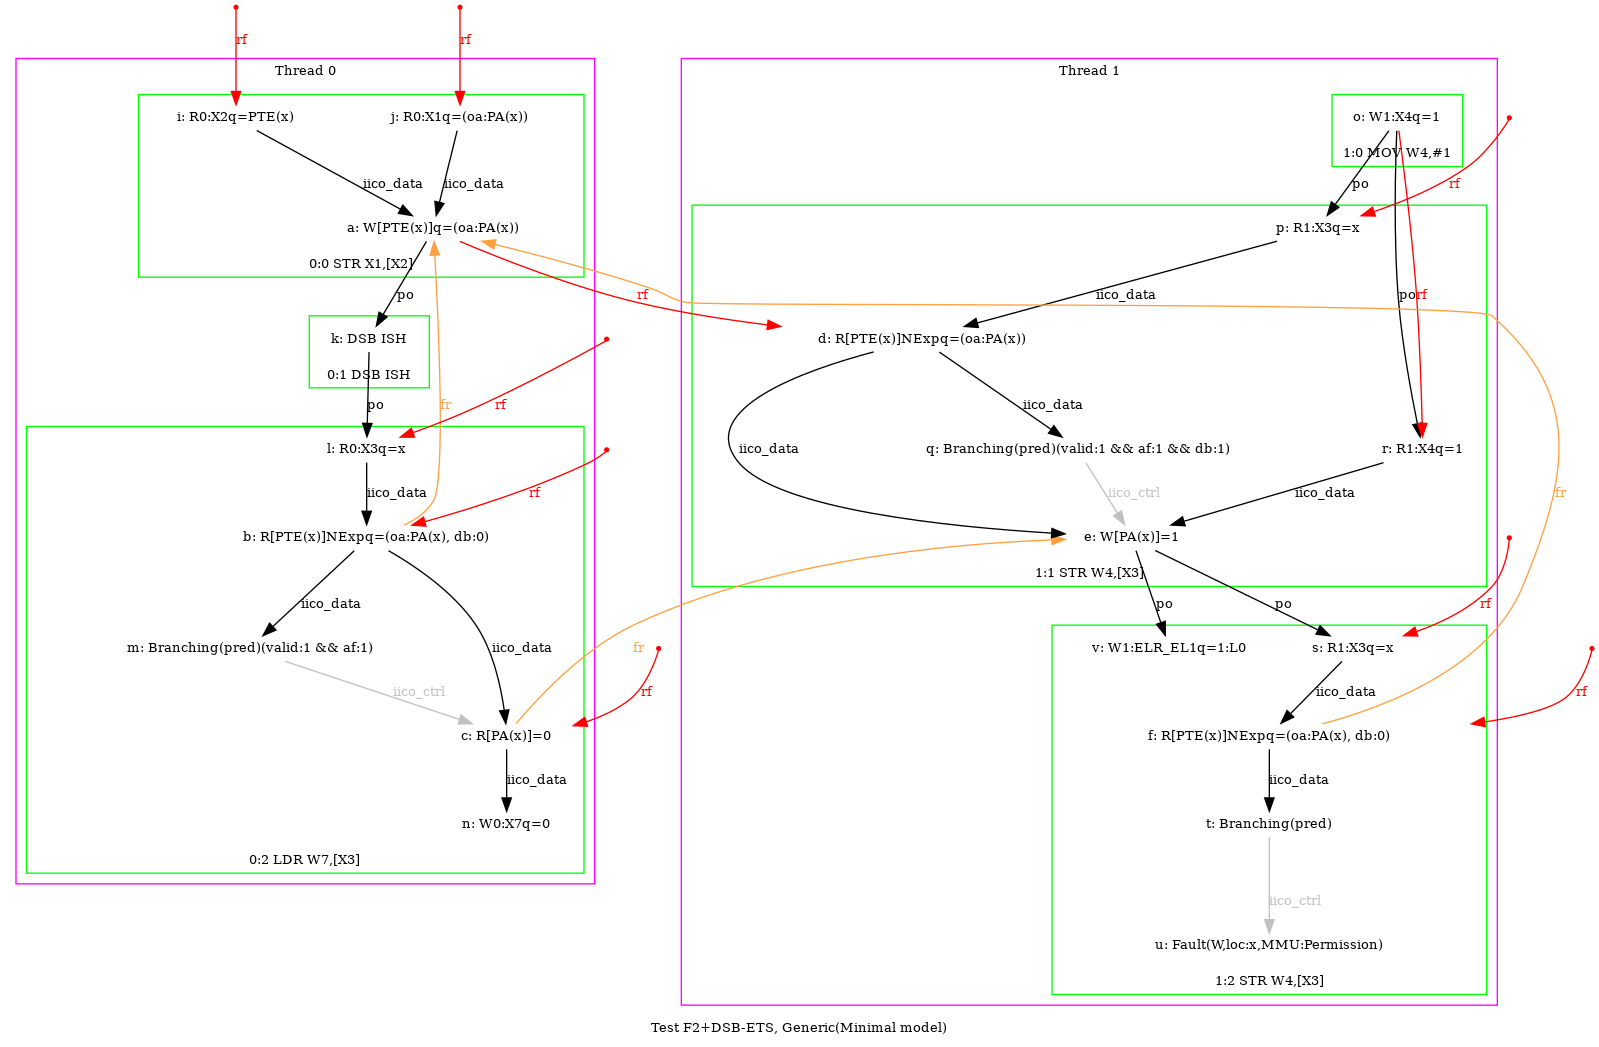 rf
rf
Thread 0
Thread 1
i: R0:X2q=PTE(x)
j: R0:X1q=(oa:PA(x))
o: W1:X4q=1
1:0 MOV W4,#1
iico_data
iico_data
po
rf
a: W[PTE(x)]q=(oa:PA(x))
p: R1:X3q=x
0:0 STR X1,[X2]
po
rf
iico_data
po
rf
k: DSB ISH
d: R[PTE(x)]NExpq=(oa:PA(x))
0:1 DSB ISH
po
fr
rf
iico_data
l: R0:X3q=x
iico_data
q: Branching(pred)(valid:1 && af:1 && db:1)
r: R1:X4q=1
iico_data
rf
iico_ctrl
iico_data
fr
b: R[PTE(x)]NExpq=(oa:PA(x), db:0)
e: W[PA(x)]=1
1:1 STR W4,[X3]
iico_data
po
po
rf
m: Branching(pred)(valid:1 && af:1)
iico_data
fr
v: W1:ELR_EL1q=1:L0
s: R1:X3q=x
iico_ctrl
rf
iico_data
rf
c: R[PA(x)]=0
f: R[PTE(x)]NExpq=(oa:PA(x), db:0)
iico_data
iico_data
n: W0:X7q=0
t: Branching(pred)
0:2 LDR W7,[X3]
iico_ctrl
u: Fault(W,loc:x,MMU:Permission)
1:2 STR W4,[X3]
Test F2+DSB-ETS, Generic(Minimal model)